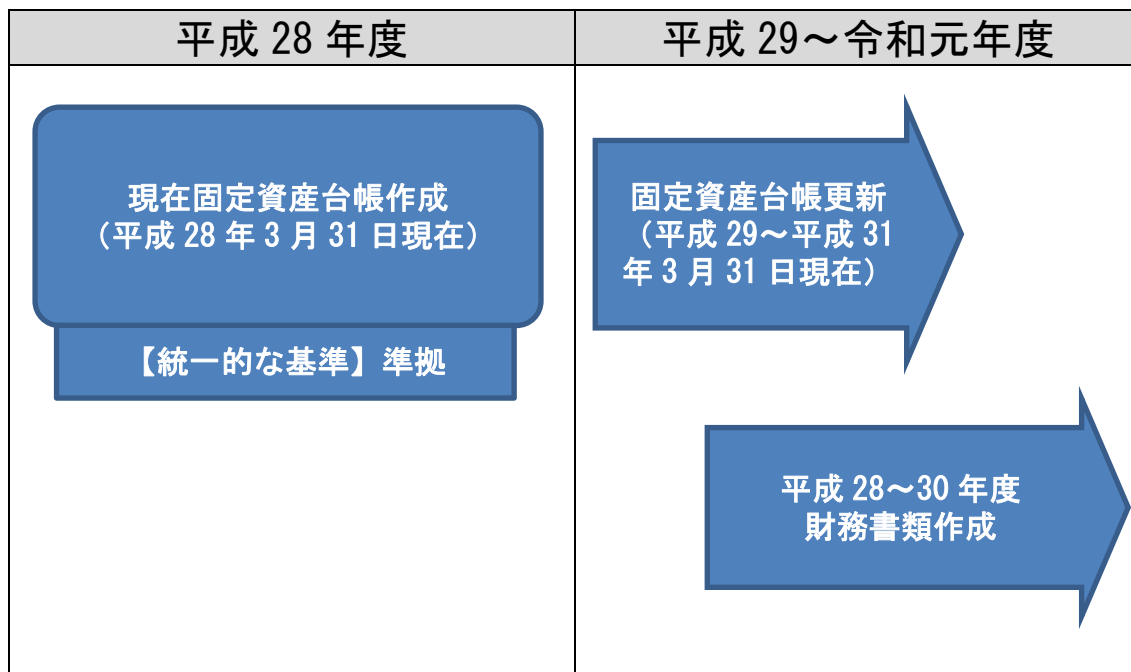 平成 28 年度
平成 29～令和元年度
現在固定資産台帳作成
（平成 28 年 3 月 31 日現在）
【統一的な基準】準拠
固定資産台帳更新
（平成 29～平成 31
年 3 月 31 日現在）
平成 28～30 年度
財務書類作成